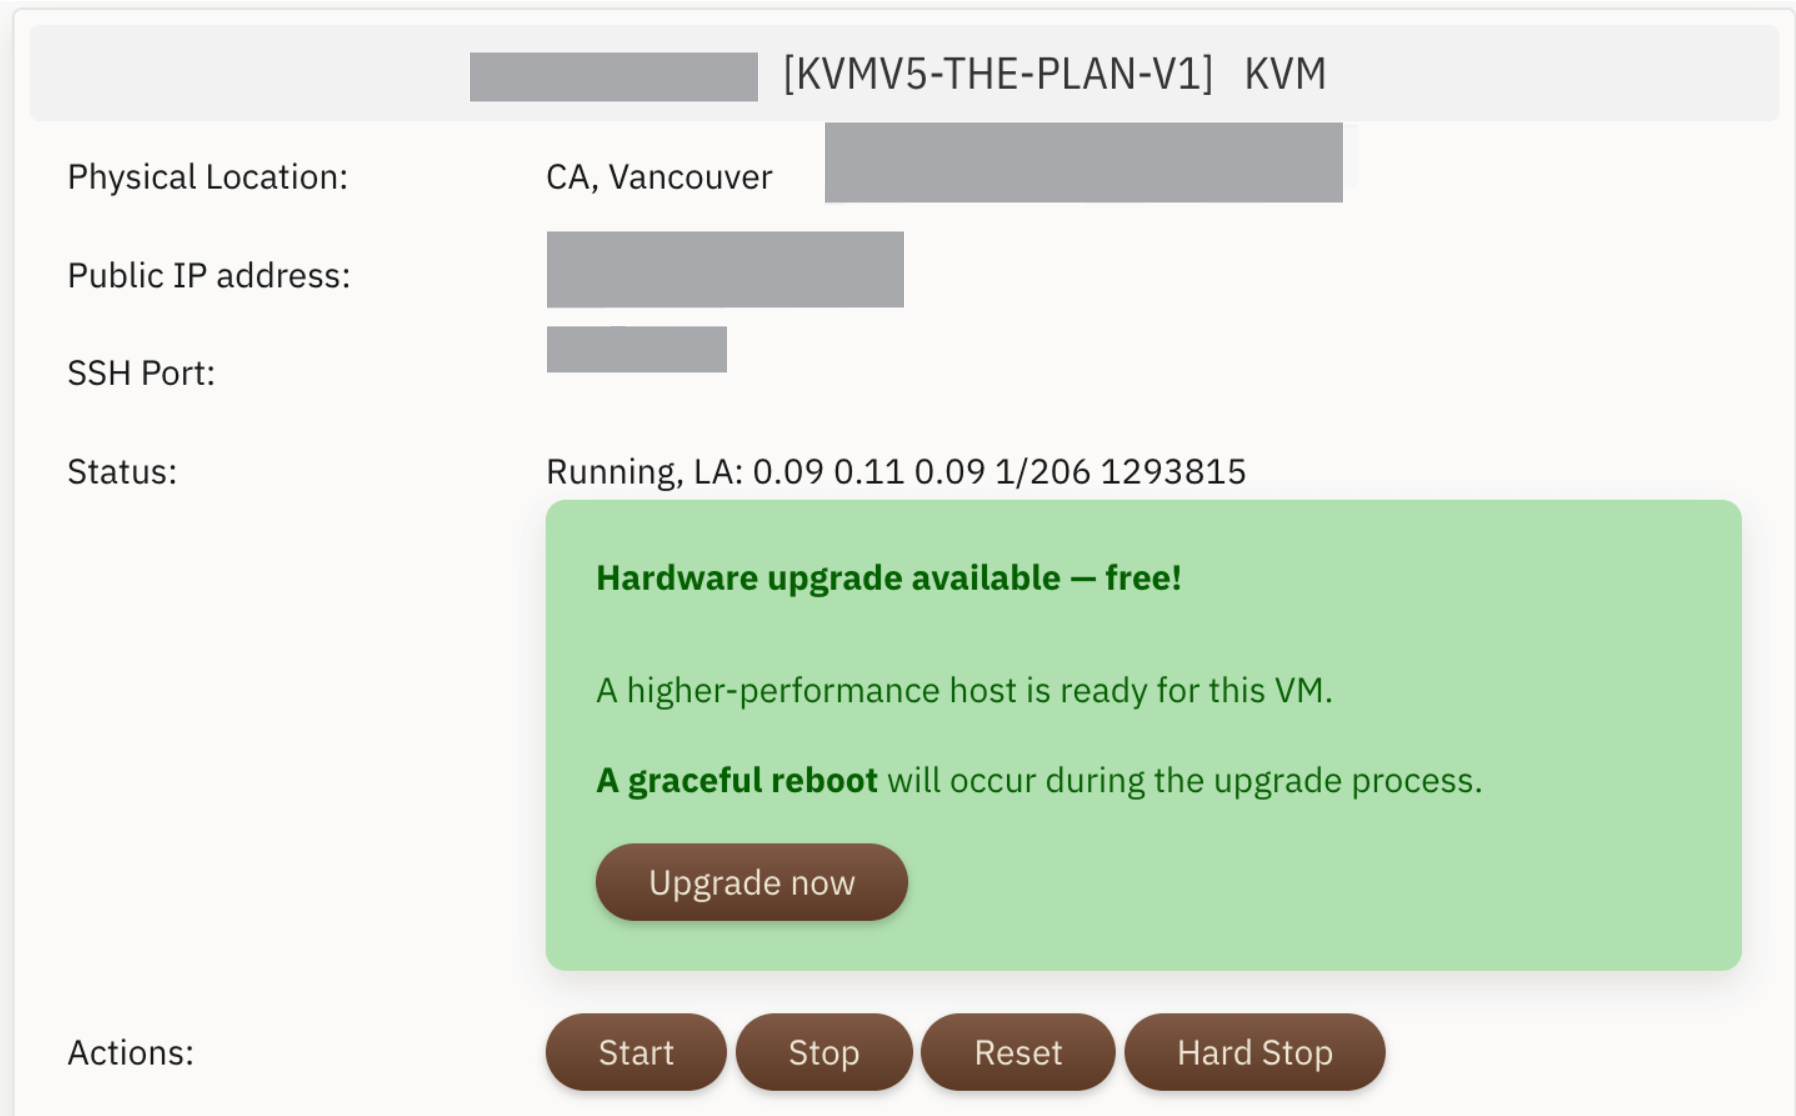 [KVMV5-THE-PLAN-V1] KVM
Physical Location: CA, Vancouver
Public IP address:
SSH Port:
Status: Running, LA: 0.09 0.11 0.09 1/206 1293815
Hardware upgrade available — free!
A higher-performance host is ready for this VM.
A graceful reboot will occur during the upgrade process.
Upgrade now
Actions: Start Stop Reset Hard Stop